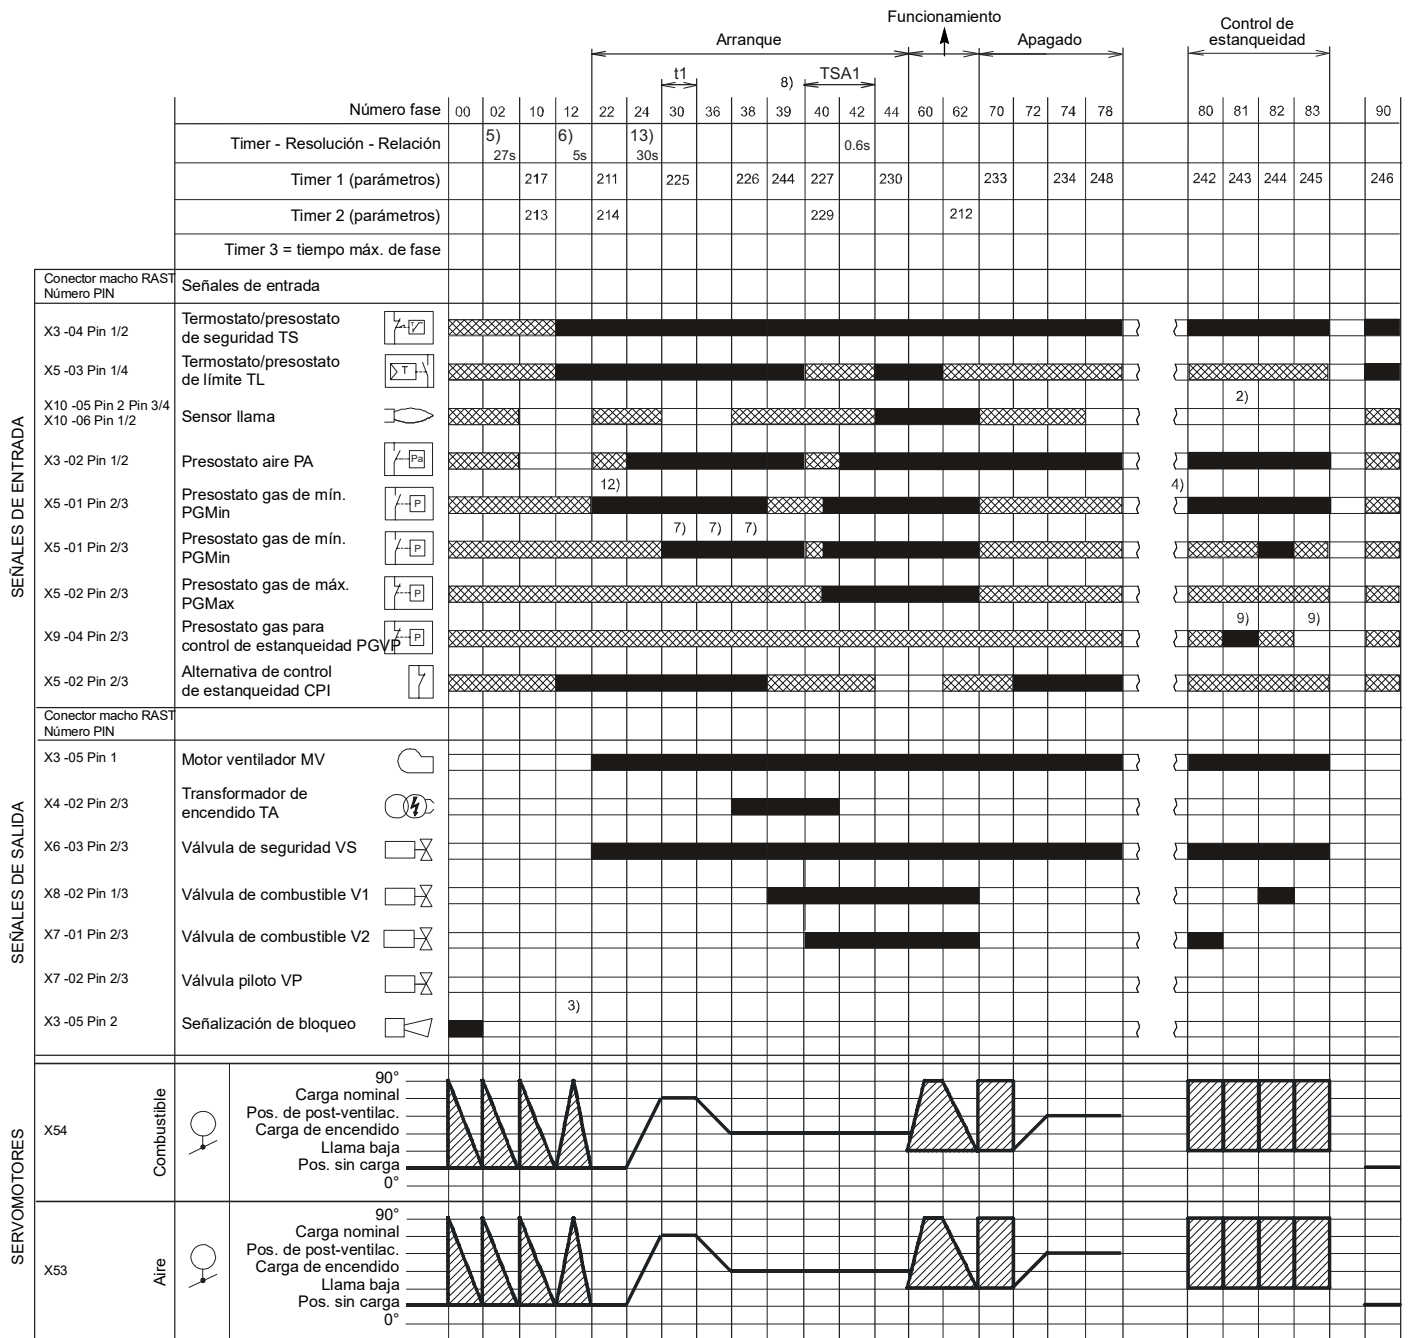 Funcionamiento
Arranque
Apagado
Control de
estanqueidad
t1
8)
TSA1
Número fase 00 02 10 12 22 24 30 36 38 39 40 42 44 60 62 70 72 74 78 80 81 82 83 90
Timer - Resolución - Relación 5) 27s 6) 5s 13) 30s 0.6s
Timer 1 (parámetros) 217 211 225 226 244 227 230 233 234 248 242 243 244 245 246
Timer 2 (parámetros) 213 214 229 212
Timer 3 = tiempo máx. de fase
SEÑALES DE ENTRADA
Conector macho RAST
Número PIN
Señales de entrada
X3 -04 Pin 1/2
Termostato/presostato
de seguridad TS
X5 -03 Pin 1/4
Termostato/presostato
de límite TL
T
X10 -05 Pin 2 Pin 3/4
X10 -06 Pin 1/2
Sensor llama
2)
X3 -02 Pin 1/2
Presostato aire PA
Pa
12)
4)
X5 -01 Pin 2/3
Presostato gas de mín.
PGMin
P
7) 7) 7)
X5 -01 Pin 2/3
Presostato gas de mín.
PGMin
P
X5 -02 Pin 2/3
Presostato gas de máx.
PGMax
P
9) 9)
X9 -04 Pin 2/3
Presostato gas para
control de estanqueidad PGVP
P
X5 -02 Pin 2/3
Alternativa de control
de estanqueidad CPI
SEÑALES DE SALIDA
Conector macho RAST
Número PIN
X3 -05 Pin 1
Motor ventilador MV
X4 -02 Pin 2/3
Transformador de
encendido TA
X6 -03 Pin 2/3
Válvula de seguridad VS
X8 -02 Pin 1/3
Válvula de combustible V1
X7 -01 Pin 2/3
Válvula de combustible V2
X7 -02 Pin 2/3
Válvula piloto VP
3)
X3 -05 Pin 2
Señalización de bloqueo
SERVOMOTORES
X54
Combustible
90°
Carga nominal
Pos. de post-ventilac.
Carga de encendido
Llama baja
Pos. sin carga
0°
X53
Aire
90°
Carga nominal
Pos. de post-ventilac.
Carga de encendido
Llama baja
Pos. sin carga
0°